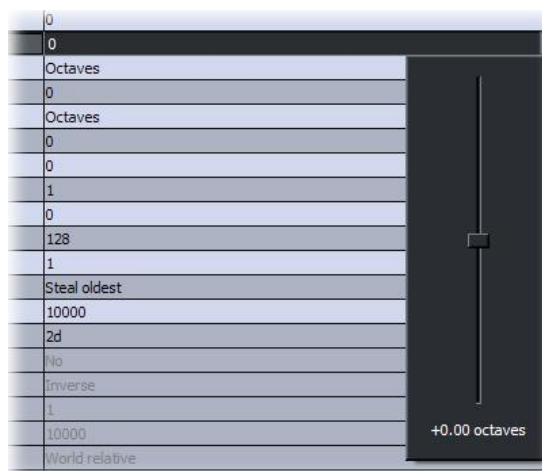 0
0
Octaves
0
Octaves
0
0
1
0
128
1
Steal oldest
10000
2d
No
Inverse
1
10000
World relative
+0.00 octaves